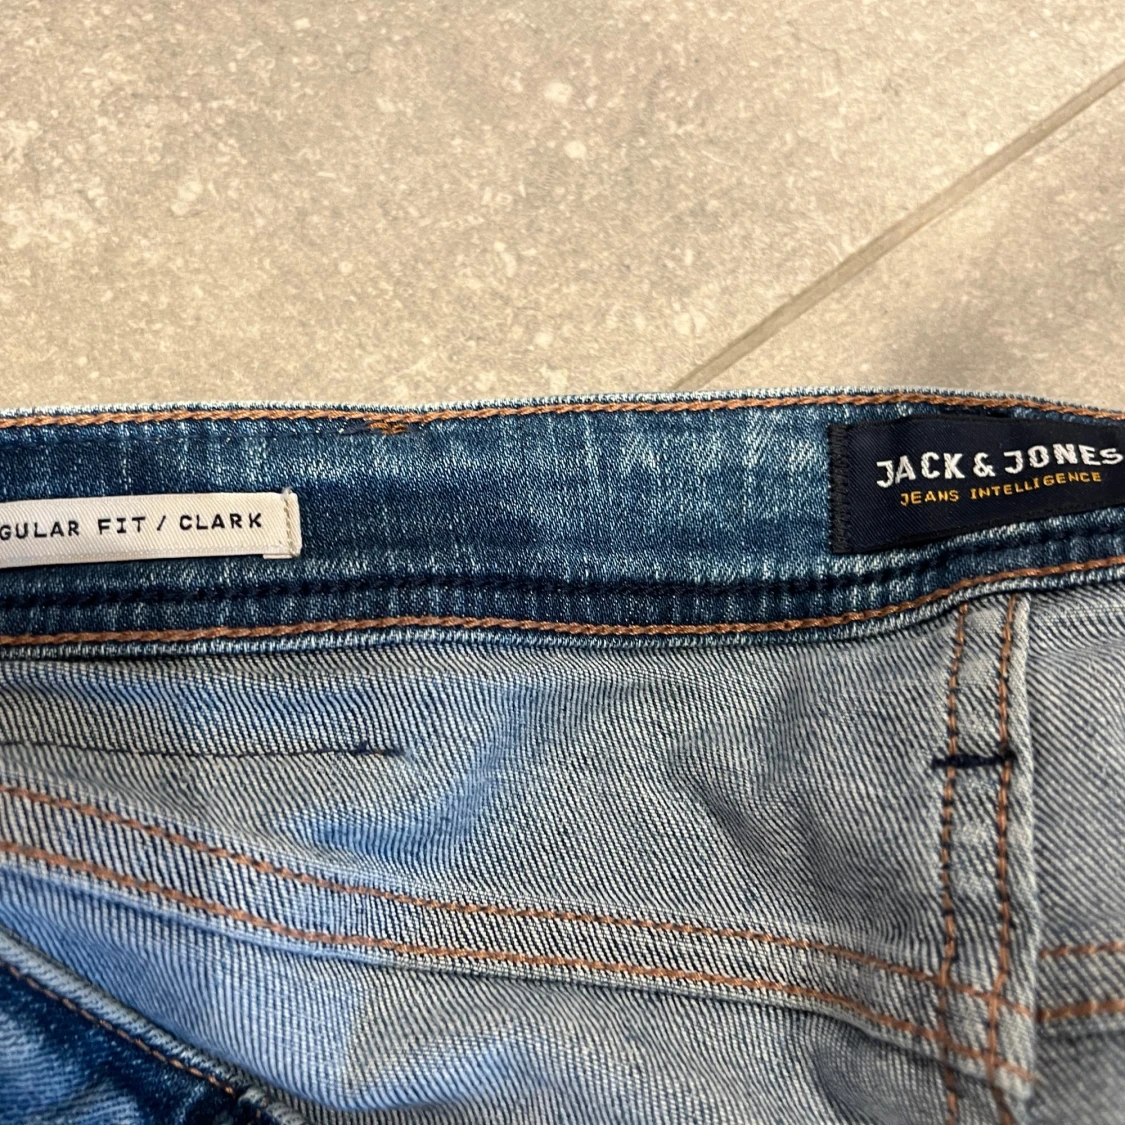 GULAR FIT / CLARK
JACK & JONES
JEANS INTELLIGENCE